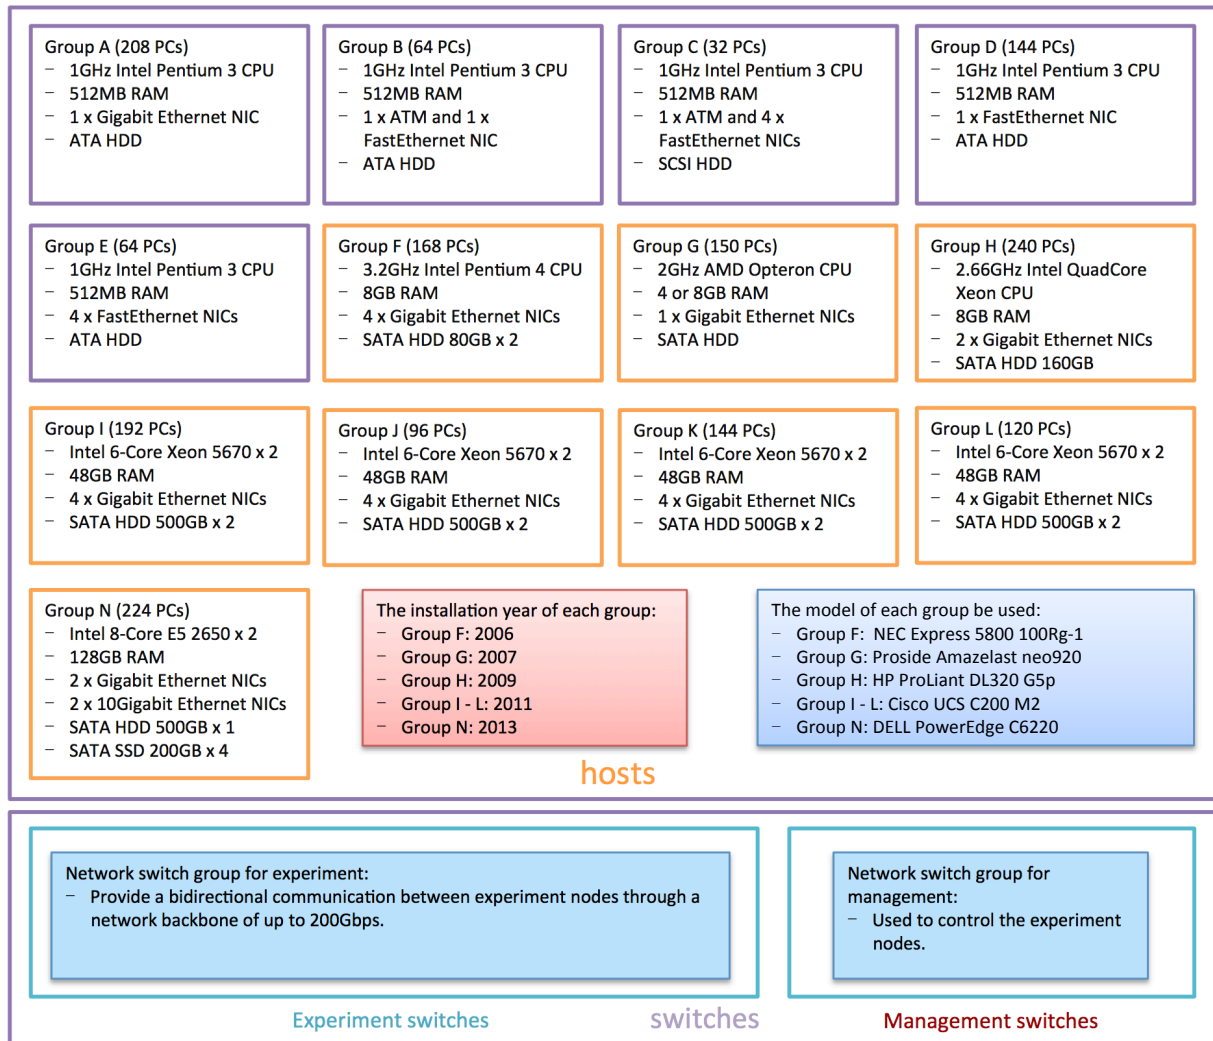 Group A (208 PCs)
– 1GHz Intel Pentium 3 CPU
– 512MB RAM
– 1 x Gigabit Ethernet NIC
– ATA HDD
Group B (64 PCs)
– 1GHz Intel Pentium 3 CPU
– 512MB RAM
– 1 x ATM and 1 x
FastEthernet NIC
– ATA HDD
Group C (32 PCs)
– 1GHz Intel Pentium 3 CPU
– 512MB RAM
– 1 x ATM and 4 x
FastEthernet NICs
– SCSI HDD
Group D (144 PCs)
– 1GHz Intel Pentium 3 CPU
– 512MB RAM
– 1 x FastEthernet NIC
– ATA HDD
Group E (64 PCs)
– 1GHz Intel Pentium 3 CPU
– 512MB RAM
– 4 x FastEthernet NICs
– ATA HDD
Group F (168 PCs)
– 3.2GHz Intel Pentium 4 CPU
– 8GB RAM
– 4 x Gigabit Ethernet NICs
– SATA HDD 80GB x 2
Group G (150 PCs)
– 2GHz AMD Opteron CPU
– 4 or 8GB RAM
– 1 x Gigabit Ethernet NICs
– SATA HDD
Group H (240 PCs)
– 2.66GHz Intel QuadCore
Xeon CPU
– 8GB RAM
– 2 x Gigabit Ethernet NICs
– SATA HDD 160GB
Group I (192 PCs)
– Intel 6-Core Xeon 5670 x 2
– 48GB RAM
– 4 x Gigabit Ethernet NICs
– SATA HDD 500GB x 2
Group J (96 PCs)
– Intel 6-Core Xeon 5670 x 2
– 48GB RAM
– 4 x Gigabit Ethernet NICs
– SATA HDD 500GB x 2
Group K (144 PCs)
– Intel 6-Core Xeon 5670 x 2
– 48GB RAM
– 4 x Gigabit Ethernet NICs
– SATA HDD 500GB x 2
Group L (120 PCs)
– Intel 6-Core Xeon 5670 x 2
– 48GB RAM
– 4 x Gigabit Ethernet NICs
– SATA HDD 500GB x 2
Group N (224 PCs)
– Intel 8-Core E5 2650 x 2
– 128GB RAM
– 2 x Gigabit Ethernet NICs
– 2 x 10Gigabit Ethernet NICs
– SATA HDD 500GB x 1
– SATA SSD 200GB x 4
The installation year of each group:
– Group F: 2006
– Group G: 2007
– Group H: 2009
– Group I - L: 2011
– Group N: 2013
The model of each group be used:
– Group F: NEC Express 5800 100Rg-1
– Group G: Proside Amazelast neo920
– Group H: HP ProLiant DL320 G5p
– Group I - L: Cisco UCS C200 M2
– Group N: DELL PowerEdge C6220
hosts
Network switch group for experiment:
– Provide a bidirectional communication between experiment nodes through a
network backbone of up to 200Gbps.
Network switch group for
management:
– Used to control the experiment
nodes.
Experiment switches
switches
Management switches